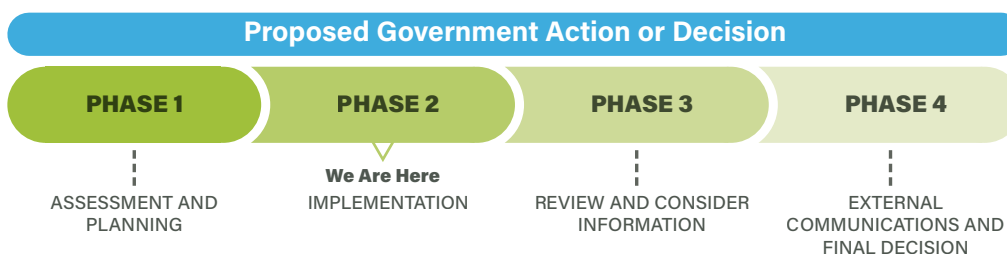 Proposed Government Action or Decision
PHASE 1
PHASE 2
PHASE 3
PHASE 4
We Are Here
ASSESSMENT AND
PLANNING
IMPLEMENTATION
REVIEW AND CONSIDER
INFORMATION
EXTERNAL
COMMUNICATIONS AND
FINAL DECISION